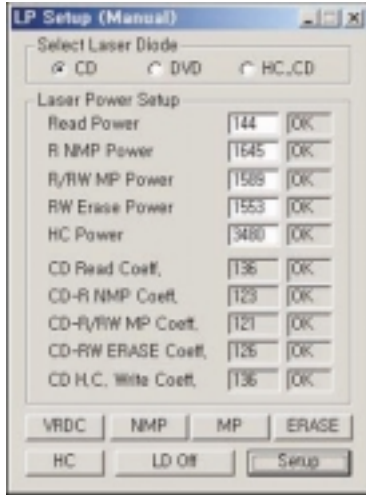 LP Setup (Manual)
Select Laser Diode
CD DVD HC_CD
Laser Power Setup
Read Power 144 OK
R NMP Power 1645 OK
R/RW MP Power 1589 OK
RW Erase Power 1553 OK
HC Power 3480 OK
CD Read Coeff, 136 OK
CD-R NMP Coeff, 123 OK
CD-R/RW MP Coeff, 121 OK
CD-RW ERASE Coeff, 126 OK
CD H,C, Write Coeff, 136 OK
VRDC NMP MP ERASE
HC LD Off Setup